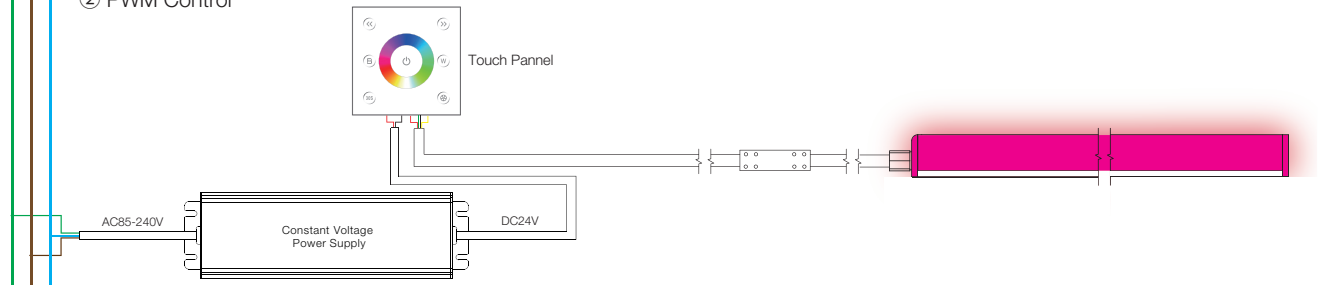 ② PWM Control
Touch Pannel
B
W
AC85-240V
DC24V
Constant Voltage
Power Supply